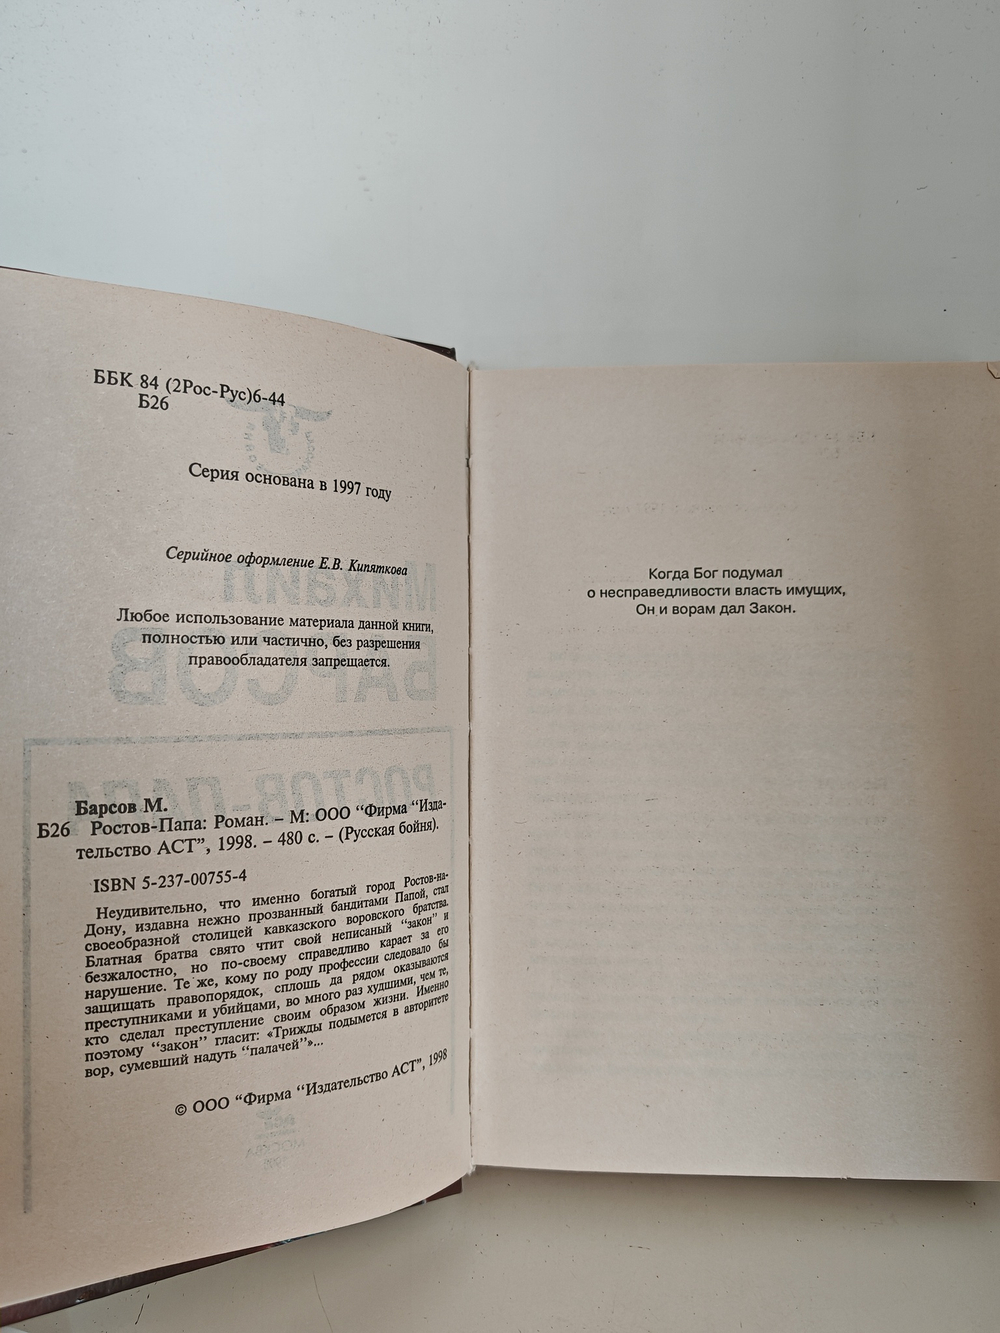 ББК 84 (2Рос-Рус)6-44
Б26
Серия основана в 1997 году
Серийное оформление Е.В. Кипяткова
Любое использование материала данной книги,
полностью или частично, без разрешения
правообладателя запрещается.
Барсов М.
Б26 Ростов-Папа: Роман. – М: ООО “Фирма “Изда-
тельство АСТ”, 1998. – 480 с. – (Русская бойня).
ISBN 5-237-00755-4
Неудивительно, что именно богатый город Ростов-на-
Дону, издавна нежно прозванный бандитами Папой, стал
своеобразной столицей кавказского воровского братства.
Блатная братва свято чтит свой неписаный “закон” и
безжалостно, но по-своему справедливо карает за его
нарушение. Те же, кому по роду профессии следовало бы
защищать правопорядок, сплошь да рядом оказываются
преступниками и убийцами, во много раз худшими, чем те,
кто сделал преступление своим образом жизни. Именно
поэтому “закон” гласит: «Трижды подымется в авторитете
вор, сумевший надуть “палачей”»...
© ООО “Фирма “Издательство АСТ”, 1998
Когда Бог подумал
о несправедливости власть имущих,
Он и ворам дал Закон.